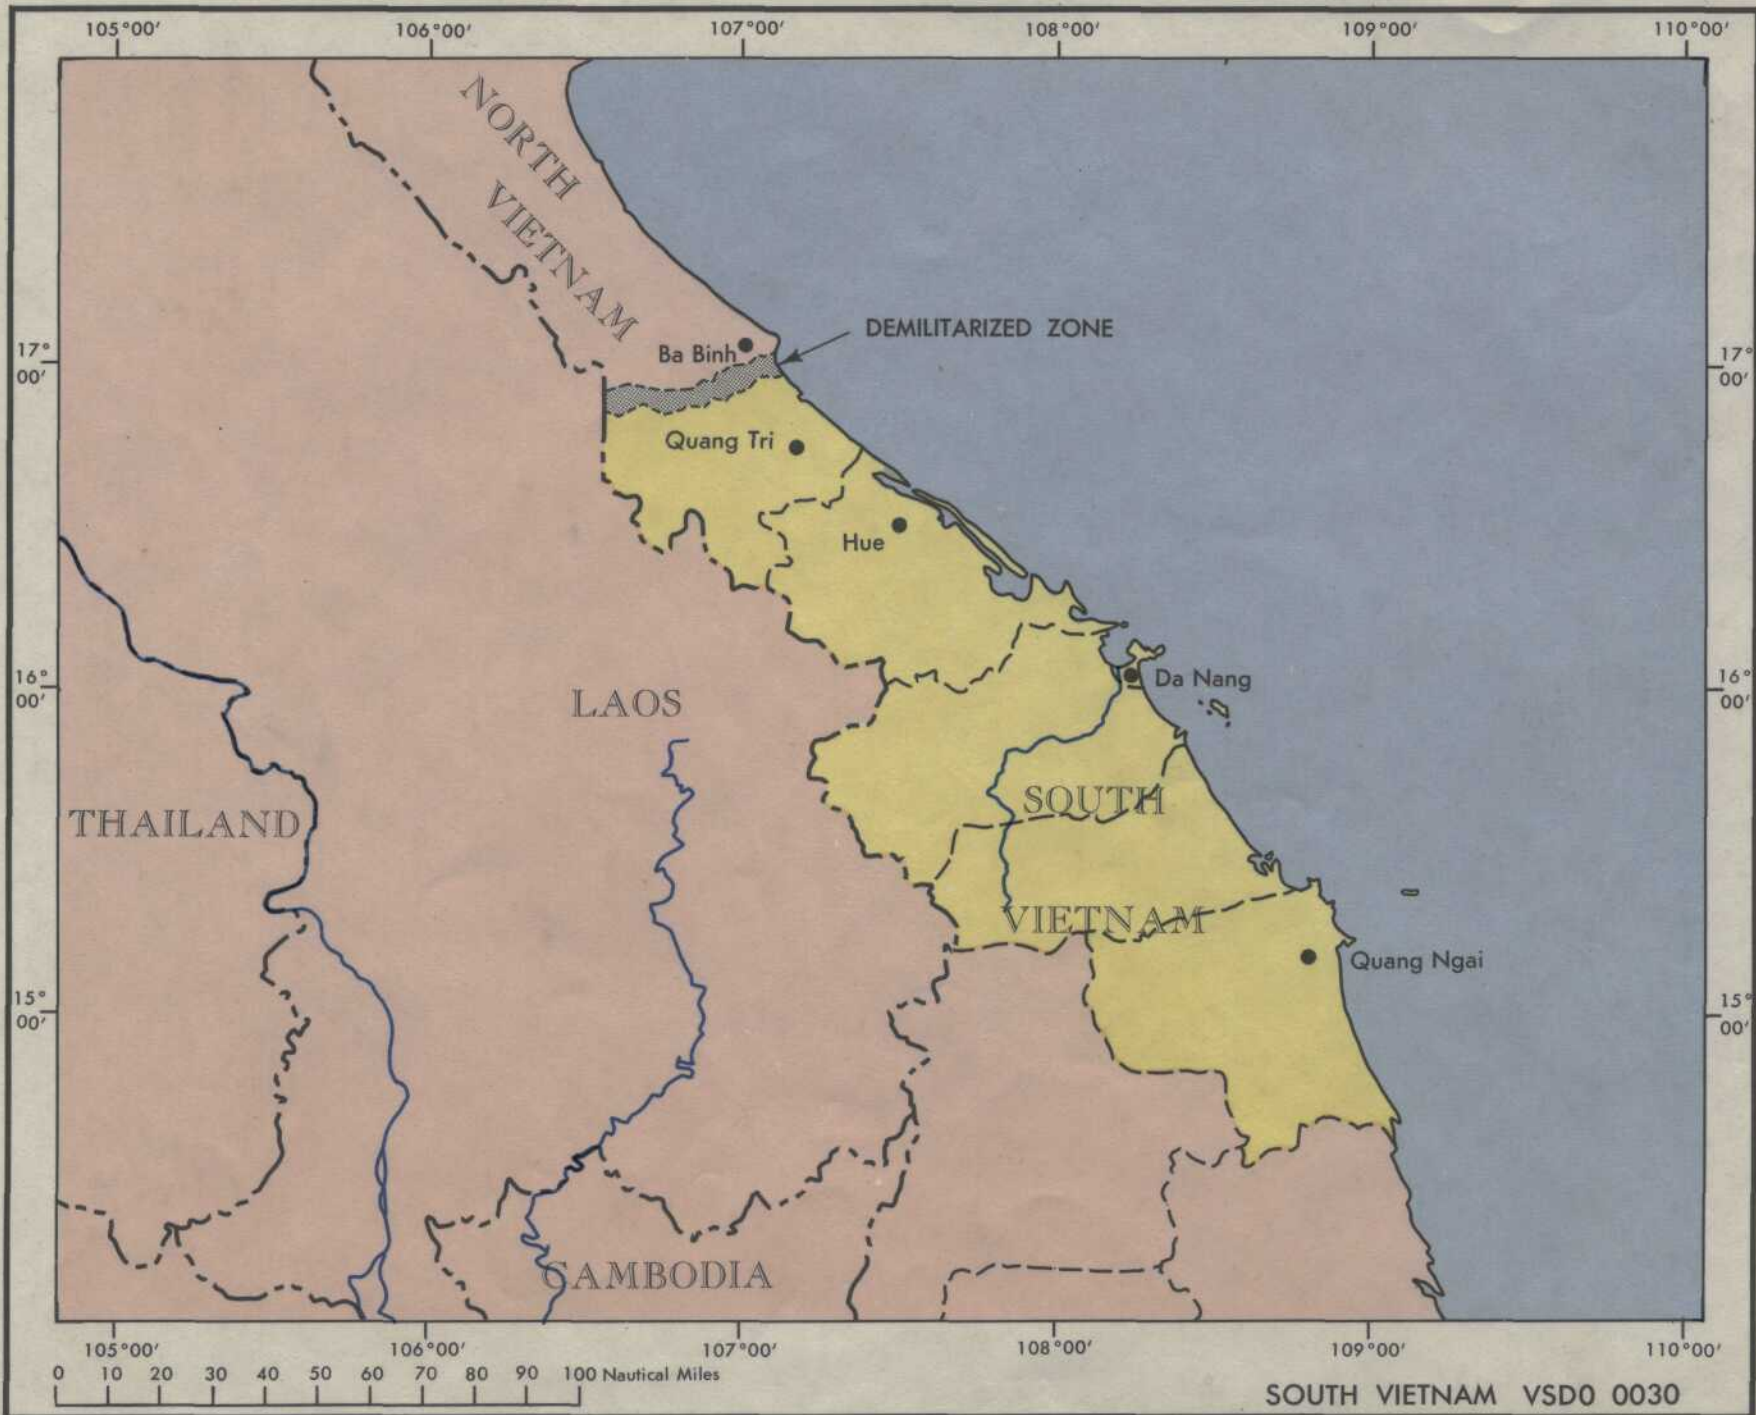 105°00′ 106°00′ 107°00′ 108°00′ 109°00′ 110°00′
NORTH
VIETNAM
DEMILITARIZED ZONE
17°
00′
Ba Binh
17°
00′
Quang Tri
Hue
16°
00′
LAOS
Da Nang
16°
00′
THAILAND
SOUTH
VIETNAM
Quang Ngai
15°
00′
15°
00′
CAMBODIA
105°00′ 106°00′ 107°00′ 108°00′ 109°00′ 110°00′
0 10 20 30 40 50 60 70 80 90 100 Nautical Miles
SOUTH VIETNAM VSD0 0030